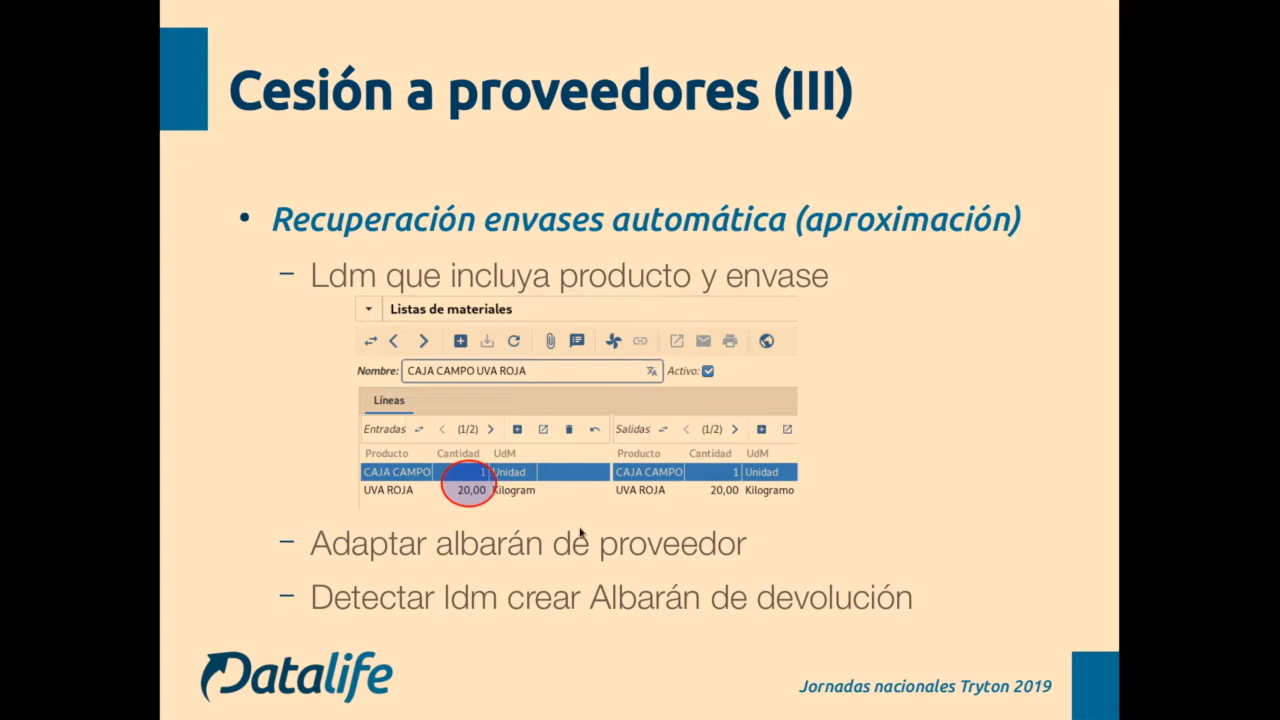 Cesión a proveedores (III)
• Recuperación envases automática (aproximación)
– Ldm que incluya producto y envase
Listas de materiales
Nombre: CAJA CAMPO UVA ROJA Activo:
Líneas
Entradas (1/2) Salidas (1/2)
Producto Cantidad UdM Producto Cantidad UdM
CAJA CAMPO 1 Unidad CAJA CAMPO 1 Unidad
UVA ROJA 20,00 Kilogram UVA ROJA 20,00 Kilogramo
– Adaptar albarán de proveedor
– Detectar ldm crear Albarán de devolución
Datalife
Jornadas nacionales Tryton 2019